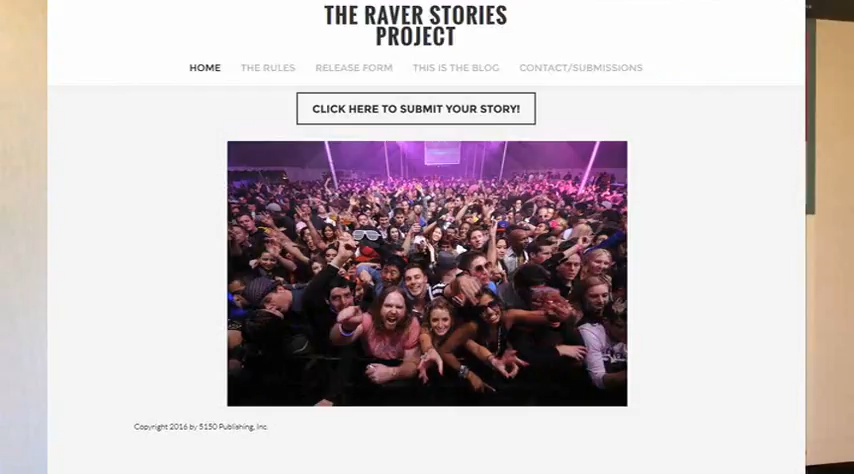 THE RAVER STORIES
PROJECT
HOME THE RULES RELEASE FORM THIS IS THE BLOG CONTACT/SUBMISSIONS
CLICK HERE TO SUBMIT YOUR STORY!
Copyright 2016 by 5150 Publishing, Inc.